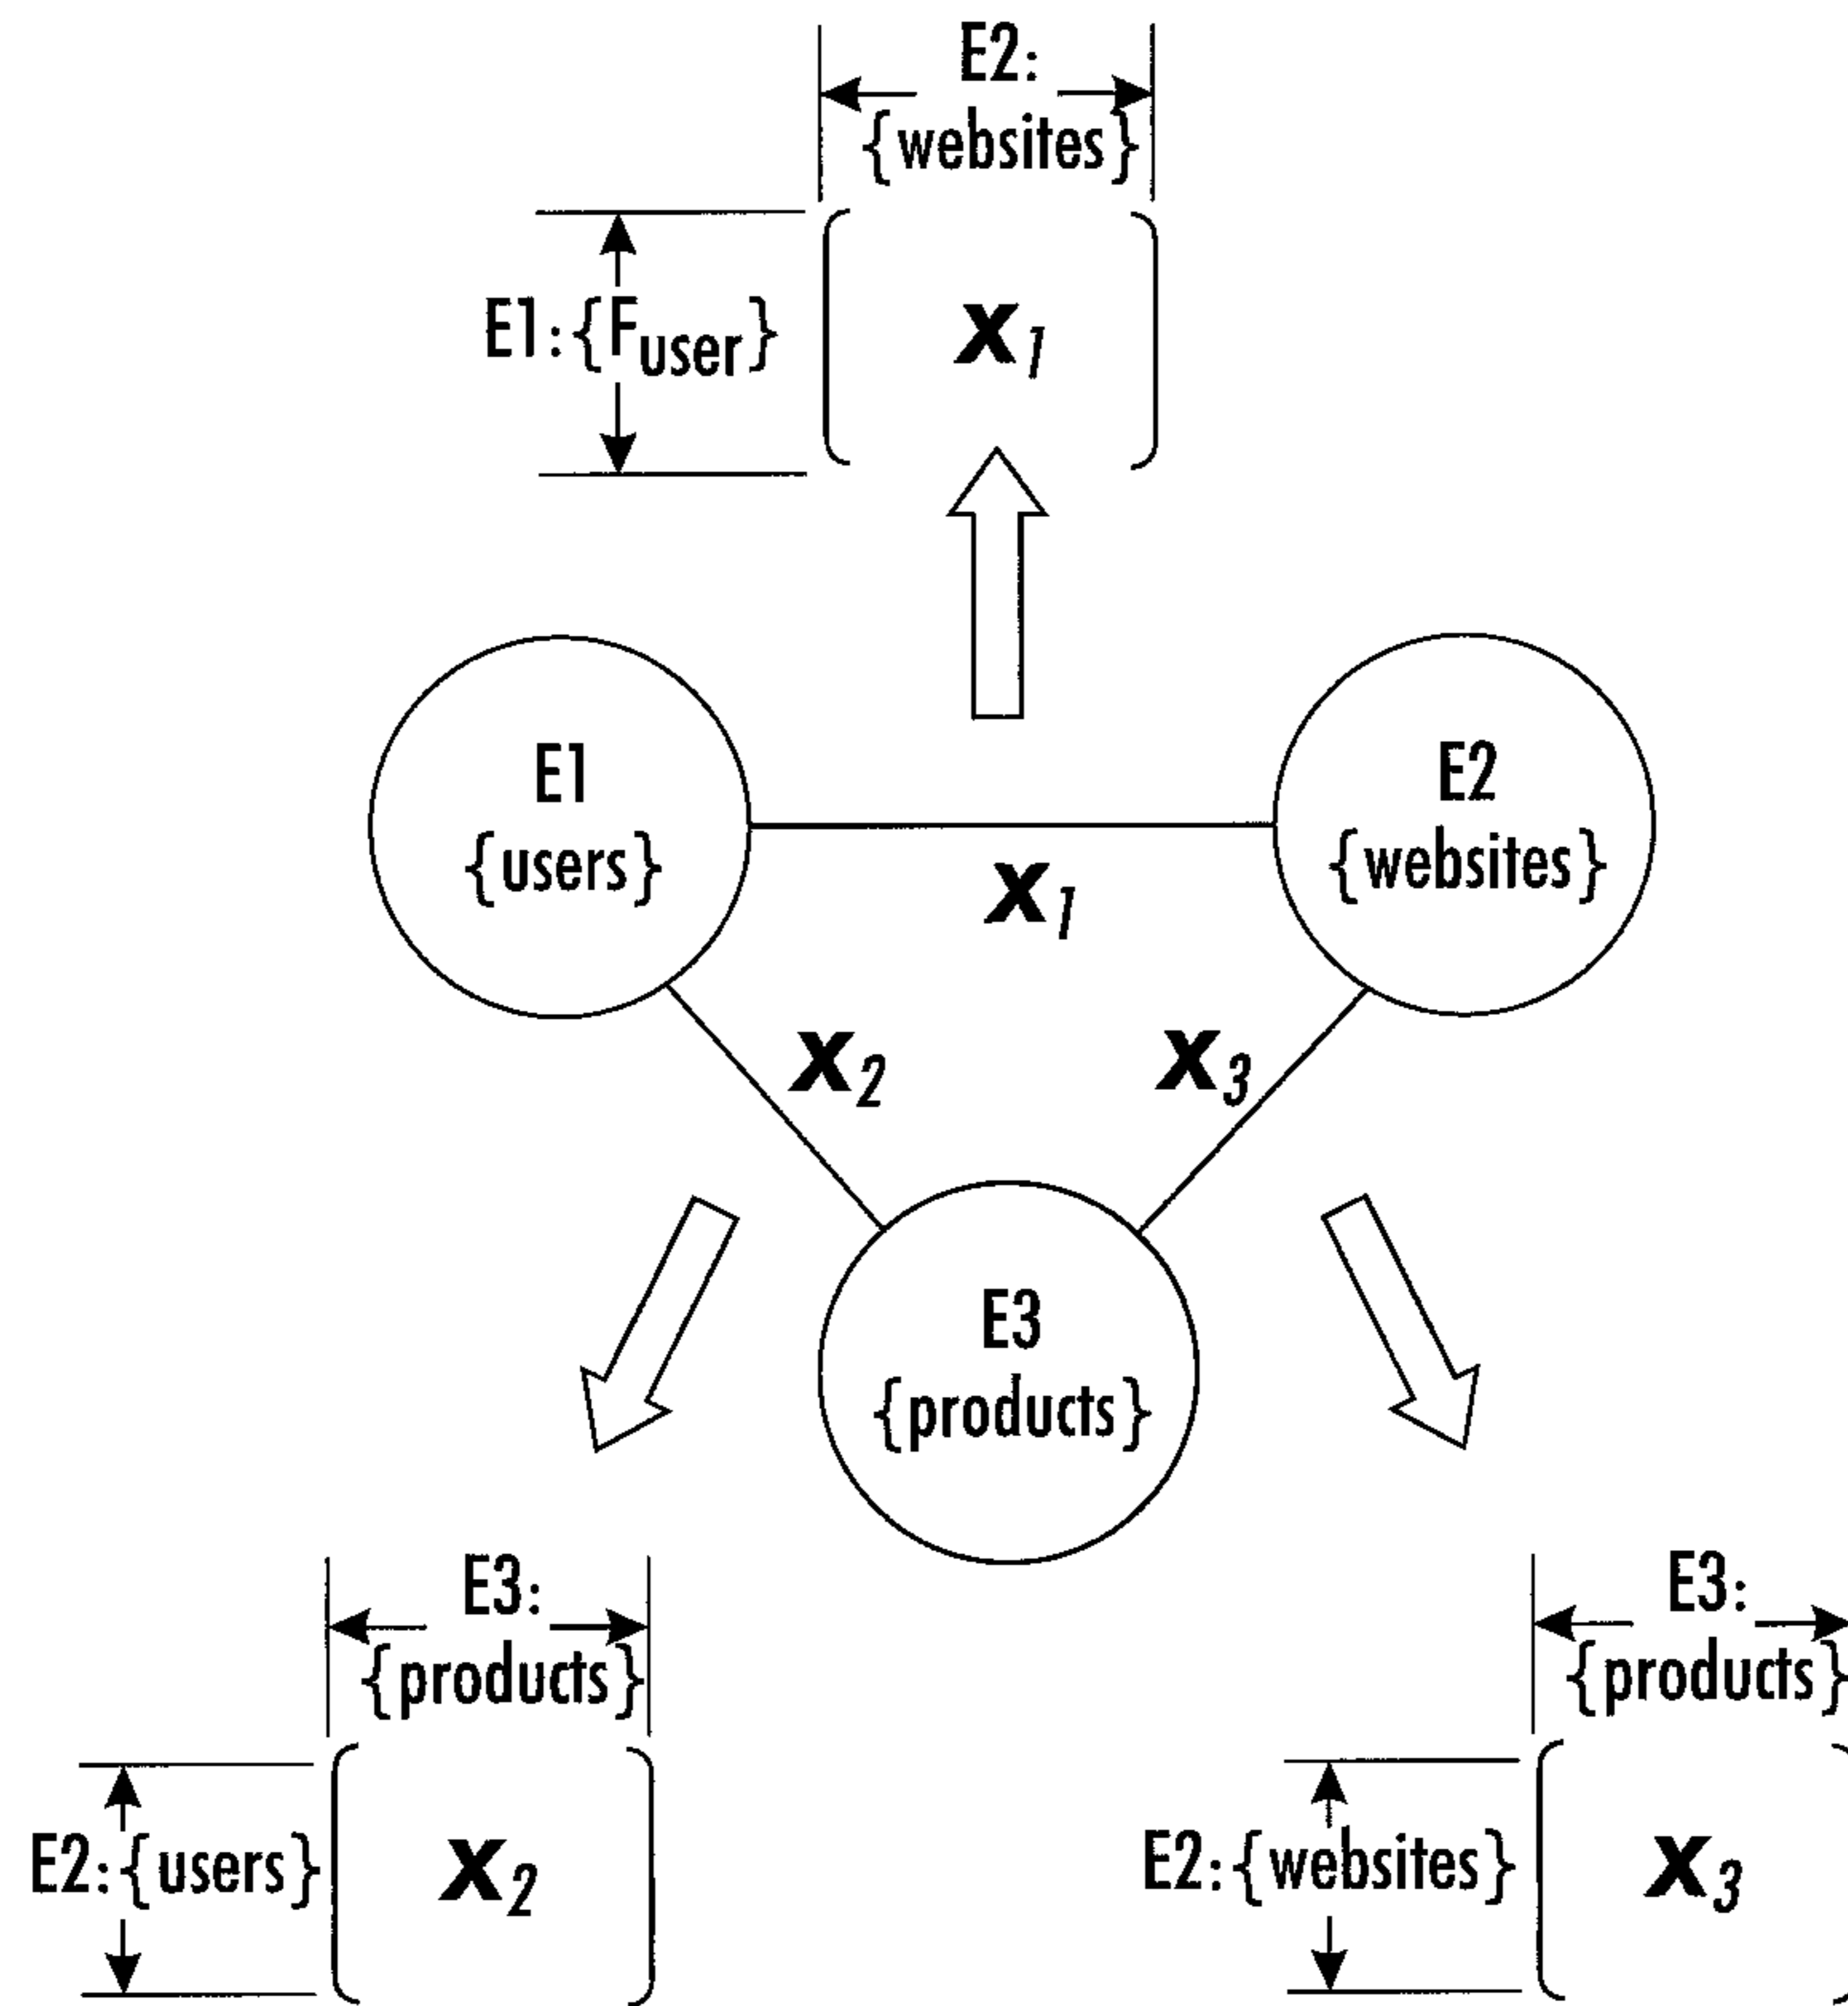 E2:
{websites}
E1:{Fuser}
X1
E1
{users}
E2
{websites}
X1
X2
X3
E3
{products}
E3:
{products}
E3:
{products}
E2:{users}
X2
E2:{websites}
X3